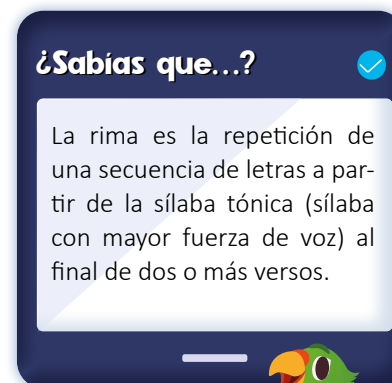 ¿Sabías que...?
La rima es la repetición de
una secuencia de letras a par-
tir de la sílaba tónica (sílaba
con mayor fuerza de voz) al
final de dos o más versos.